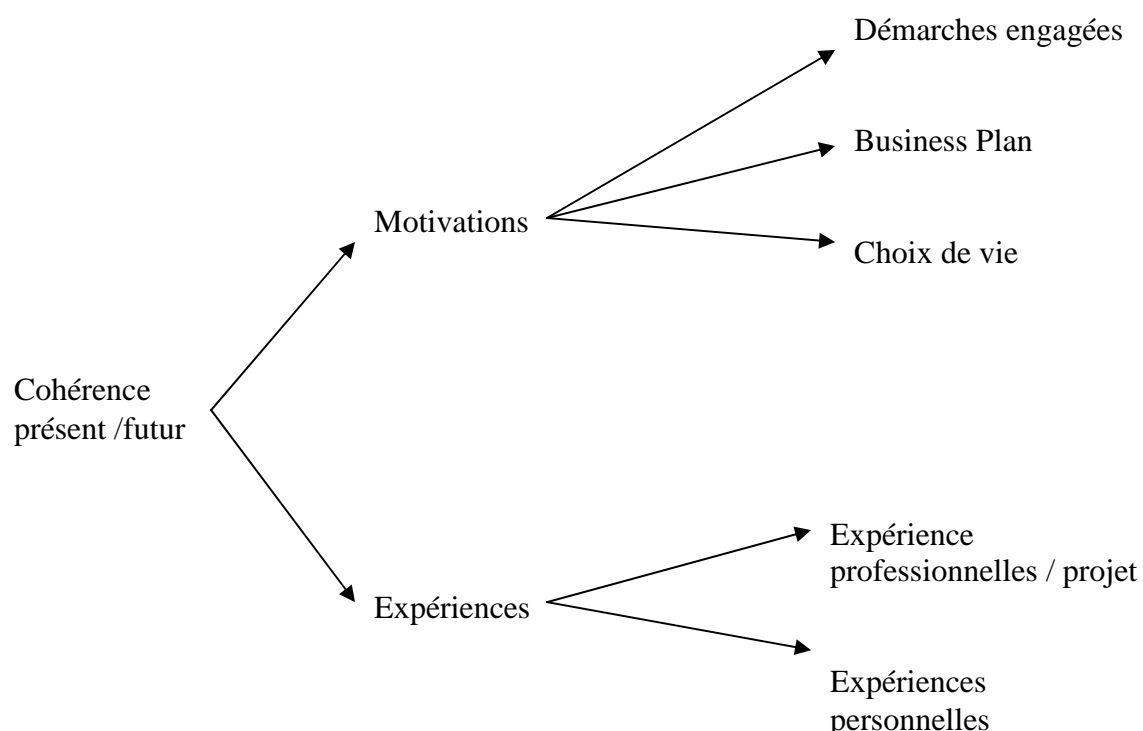 Démarches engagées
Business Plan
Motivations
Choix de vie
Cohérence
présent /futur
Expérience
professionnelles / projet
Expériences
Expériences
personnelles